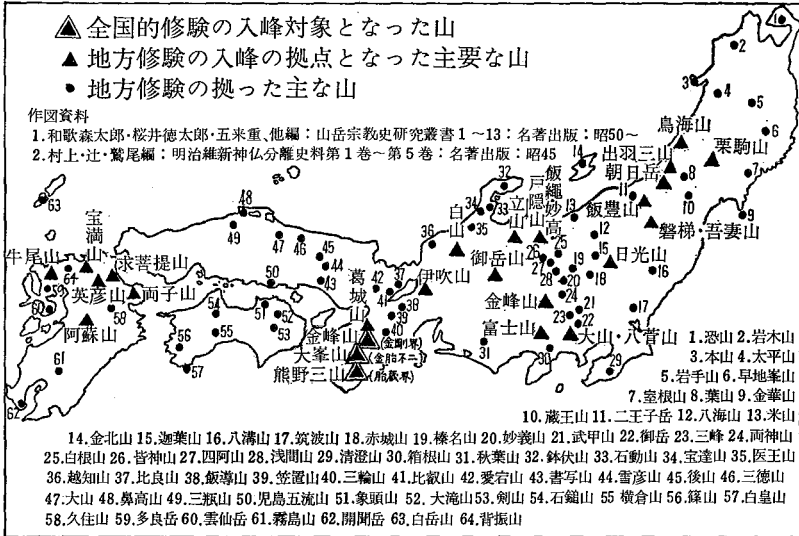 全国的修験の入峰対象となった山
地方修験の入峰の拠点となった主要な山
地方修験の拠った主な山
作図資料
1.和歌森太郎・桜井徳太郎・五来重、他編：山岳宗教史研究叢書1～13：名著出版：昭50～
2.村上・辻・鷲尾編：明治維新神仏分離史料第1巻～第5巻：名著出版：昭45
鳥海山
栗駒山
出羽三山
朝日岳
飯豊山
磐梯・吾妻山
日光山
飯縄・妙高
戸隠山
立山
白山
御岳山
伊吹山
金峰山
富士山
大山・八菅山
葛城山
金峰山(金剛界)
大峯山(金胎不二)
熊野三山(胎蔵界)
宝満山
牛尾山
求菩提山
英彦山
両子山
阿蘇山
1.恐山 2.岩木山
3.本山 4.太平山
5.岩手山 6.早地峯山
7.室根山 8.葉山 9.金華山
10.蔵王山 11.二王子岳 12.八海山 13.米山
14.金北山 15.迦葉山 16.八溝山 17.筑波山 18.赤城山 19.榛名山 20.妙義山 21.武甲山 22.御岳 23.三峰 24.両神山
25.白根山 26.皆神山 27.四阿山 28.浅間山 29.清澄山 30.箱根山 31.秋葉山 32.鉢伏山 33.石動山 34.宝達山 35.医王山
36.越知山 37.比良山 38.飯導山 39.笠置山 40.三輪山 41.比叡山 42.愛宕山 43.書写山 44.雪彦山 45.後山 46.三徳山
47.大山 48.鼻高山 49.三瓶山 50.児島五流山 51.象頭山 52.大滝山 53.剣山 54.石鎚山 55 横倉山 56.篠山 57.白皇山
58.久住山 59.多良岳 60.雲仙岳 61.霧島山 62.開聞岳 63.白岳山 64.背振山